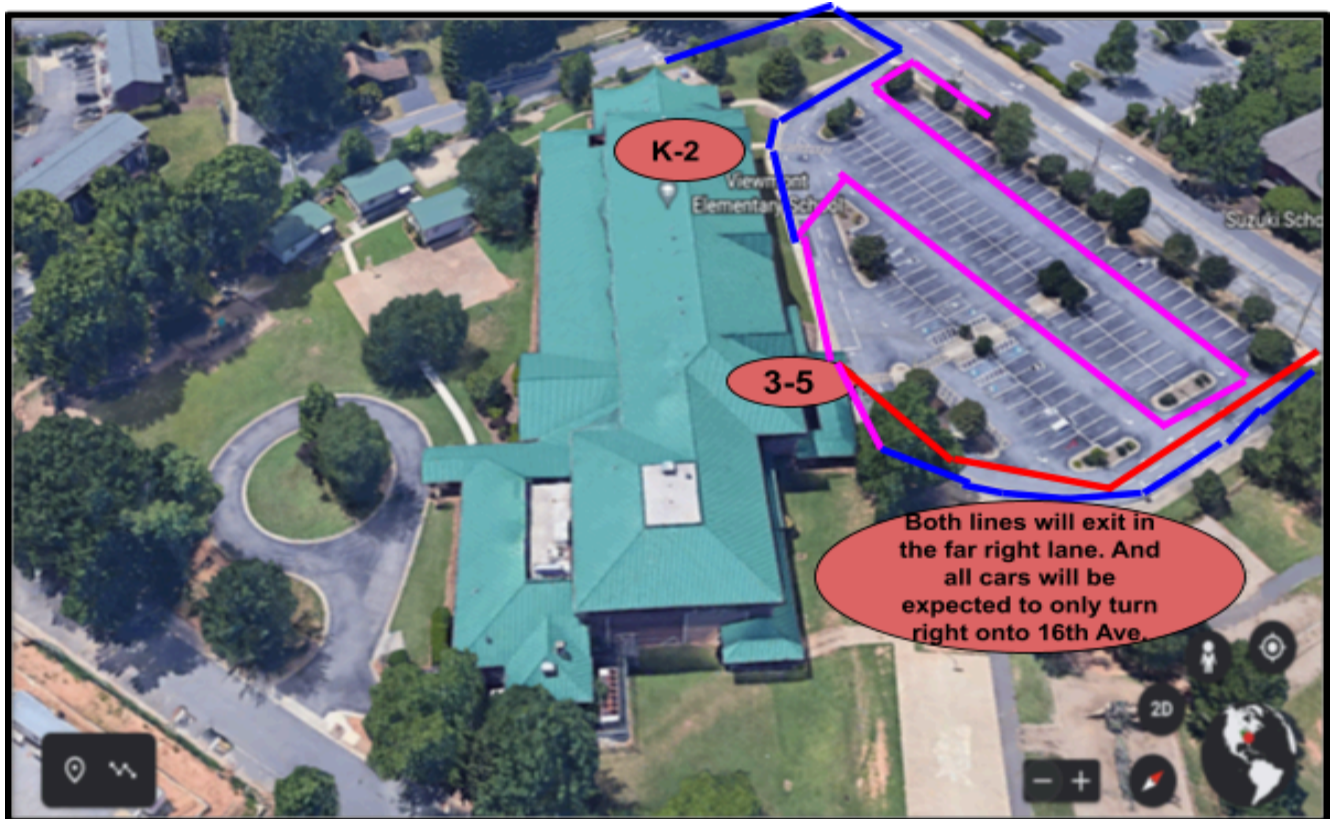 K-2
Viewmont
Elementary School
Suzuki Scho
3-5
Both lines will exit in
the far right lane. And
all cars will be
expected to only turn
right onto 16th Ave.
2D